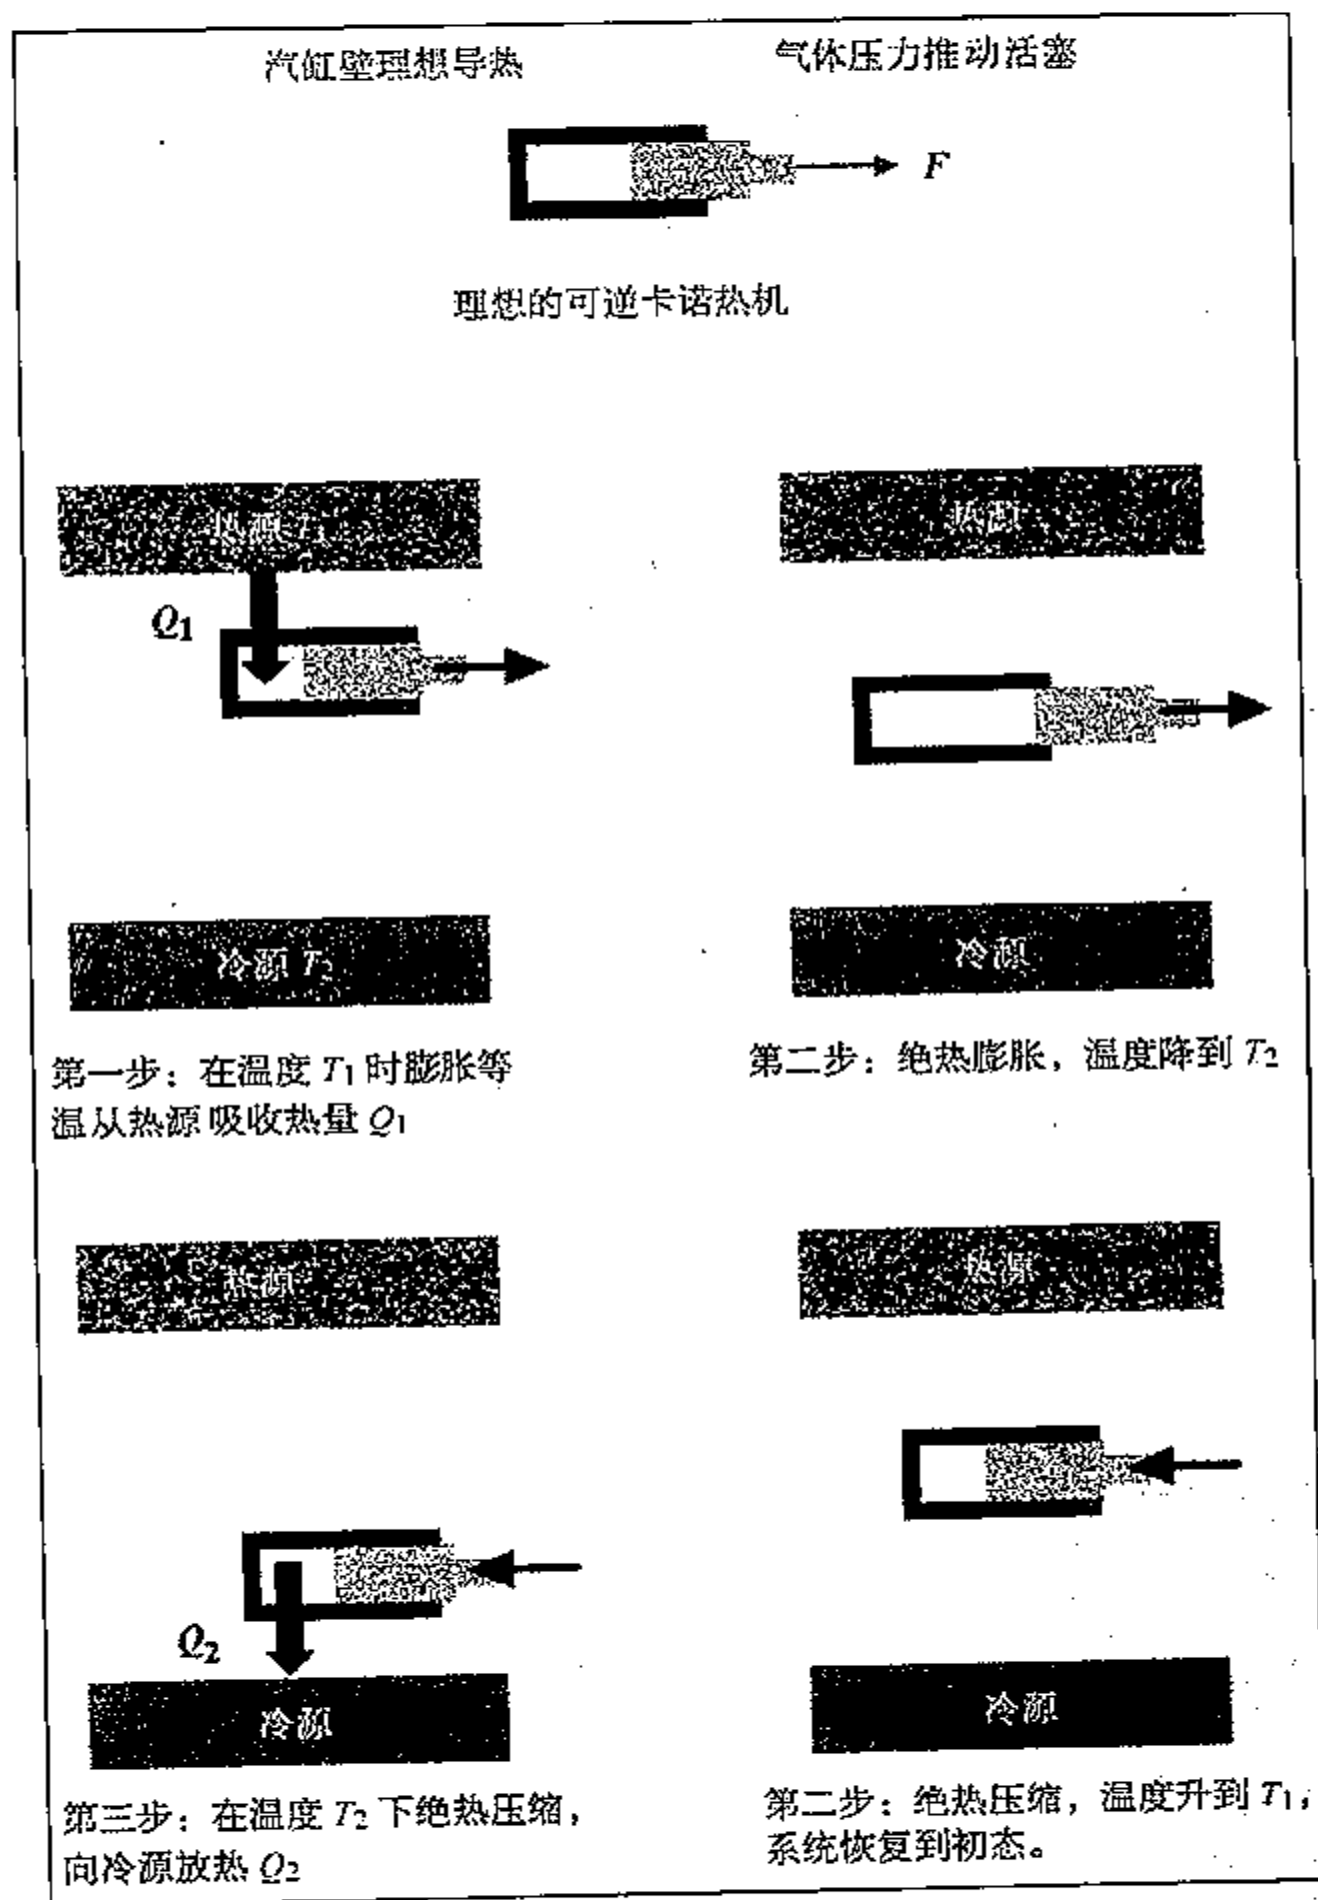 汽缸壁理想导热
气体压力推动活塞
F
理想的可逆卡诺热机
热源
Q1
冷源 T2
第一步：在温度 T1 时膨胀等
温从热源 吸收热量 Q1
热源
冷源
第二步：绝热膨胀，温度降到 T2
热源
Q2
冷源
第三步：在温度 T2 下绝热压缩，
向冷源放热 Q2
热源
冷源
第二步：绝热压缩，温度升到 T1，
系统恢复到初态。